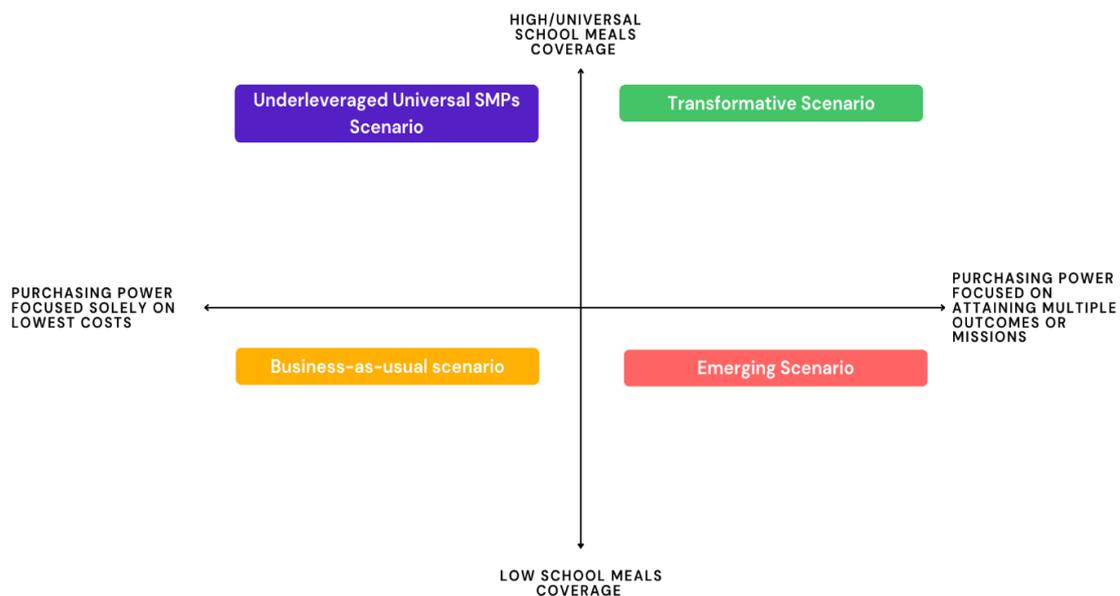 HIGH/UNIVERSAL
SCHOOL MEALS
COVERAGE
Underleveraged Universal SMPs
Scenario
Transformative Scenario
PURCHASING POWER
FOCUSED SOLELY ON
LOWEST COSTS
PURCHASING POWER
FOCUSED ON
ATTAINING MULTIPLE
OUTCOMES OR
MISSIONS
Business-as-usual scenario
Emerging Scenario
LOW SCHOOL MEALS
COVERAGE